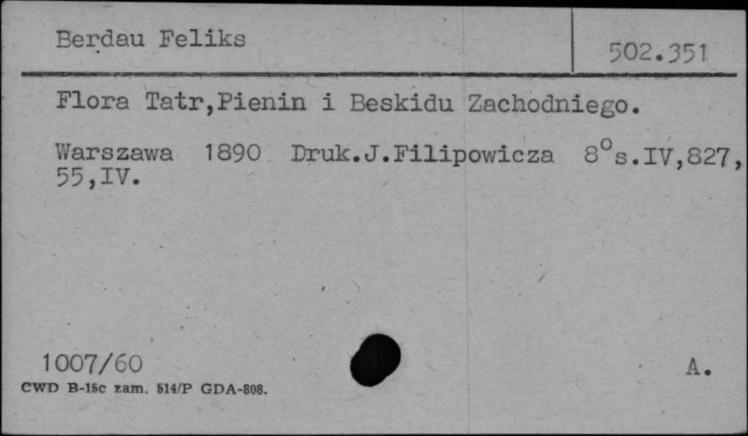 Berdau Feliks
502.351
Flora Tatr,Pienin i Beskidu Zachodniego.
Warszawa 1890 Druk.J.Filipowicza 8°s.IV,827,
55,IV.
1007/60
A.
CWD B-15c zam. 514/P GDA-808.